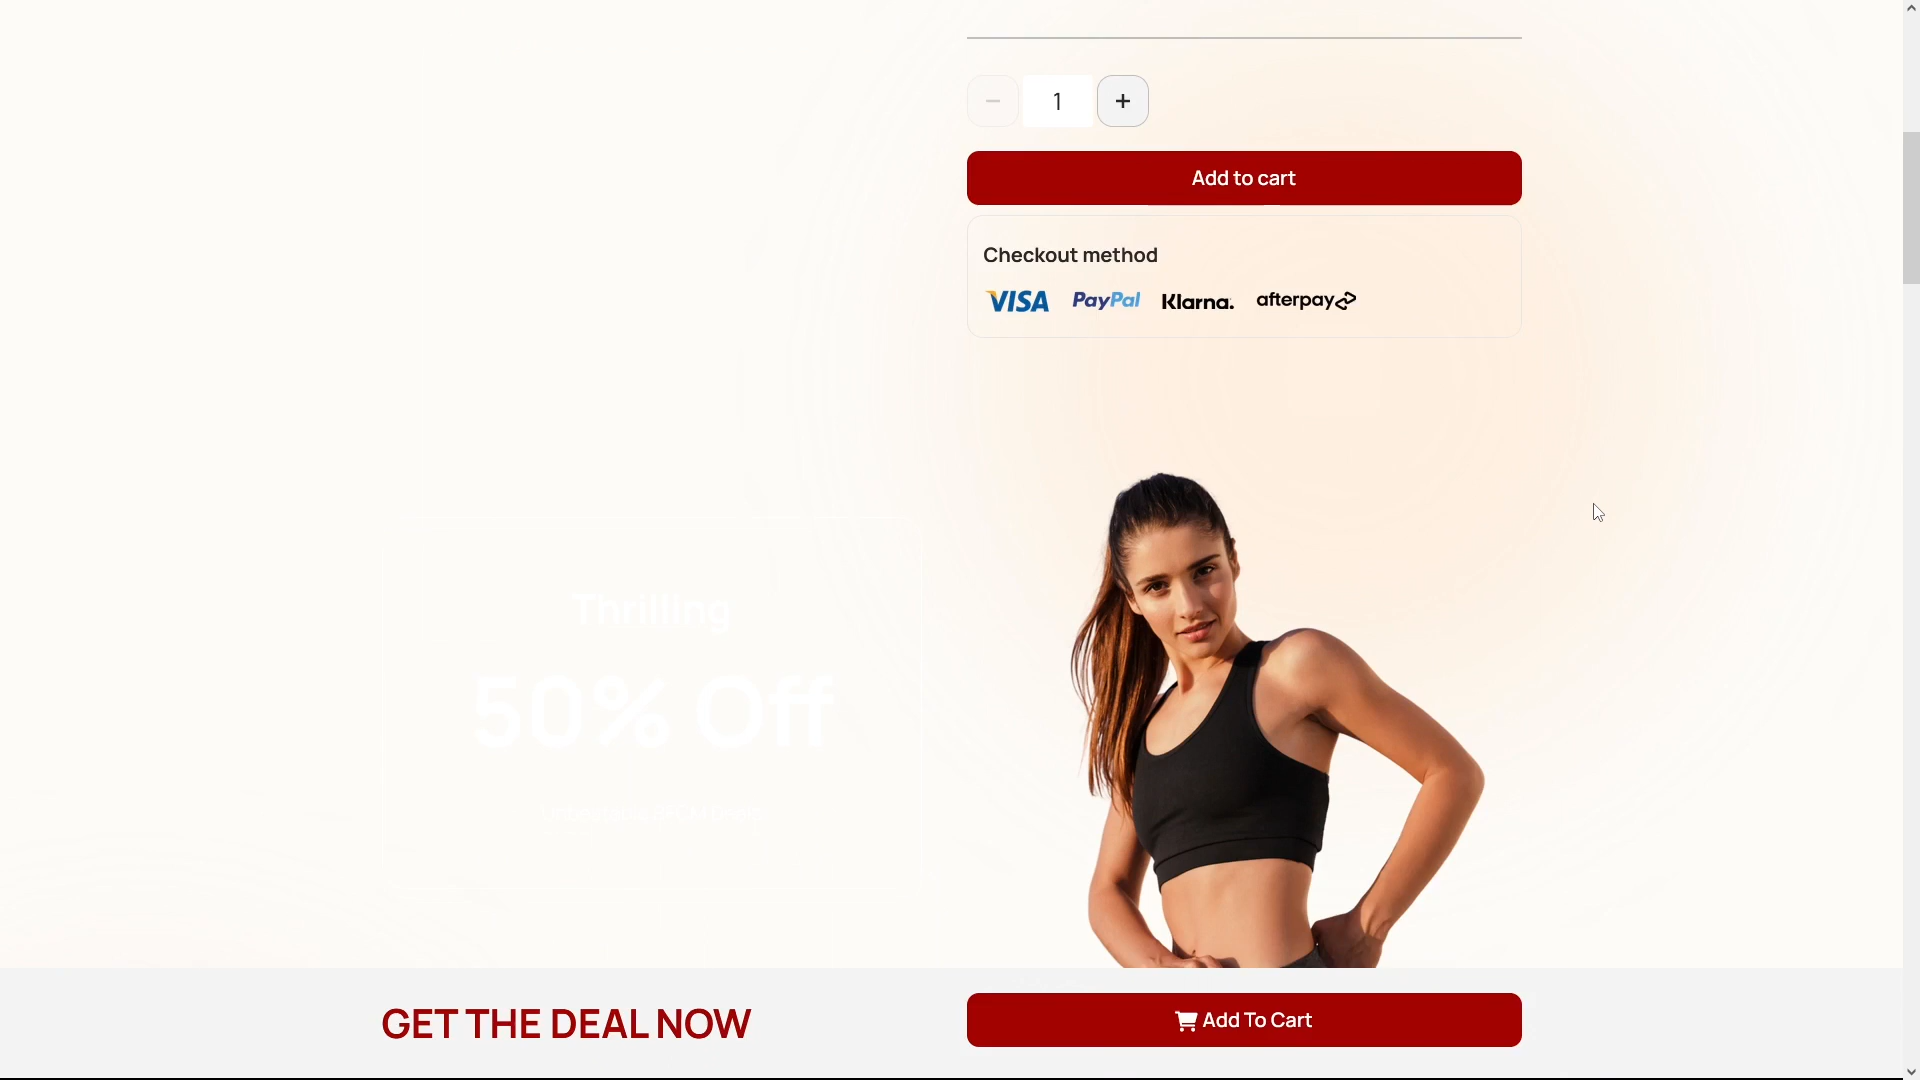 1
Add to cart
Checkout method
VISA PayPal Klarna. afterpay
Thrilling
50% Off
GET THE DEAL NOW
Add To Cart